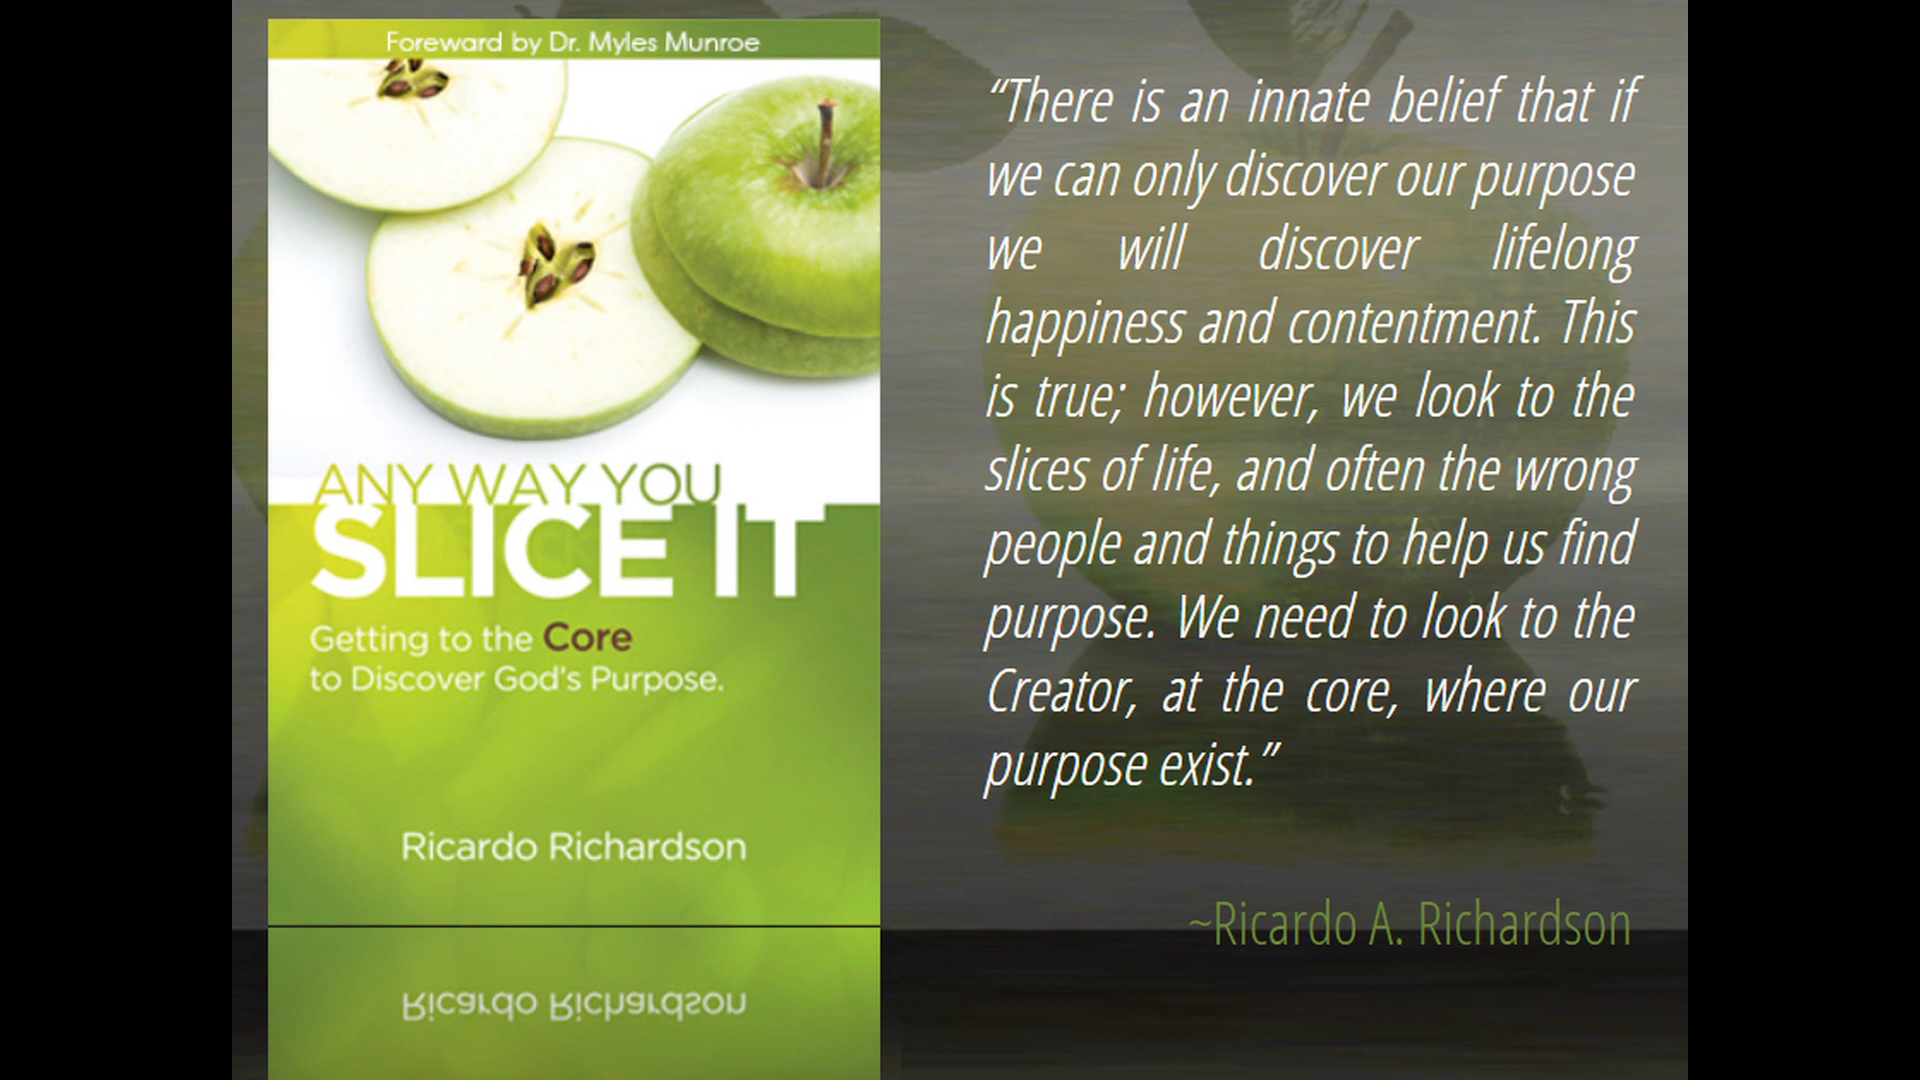 Foreward by Dr. Myles Munroe
ANY WAY YOU
SLICE IT
Getting to the Core
to Discover God's Purpose.
Ricardo Richardson
Ricardo Richardson
“There is an innate belief that if
we can only discover our purpose
we will discover lifelong
happiness and contentment. This
is true; however, we look to the
slices of life, and often the wrong
people and things to help us find
purpose. We need to look to the
Creator, at the core, where our
purpose exist.”
~Ricardo A. Richardson